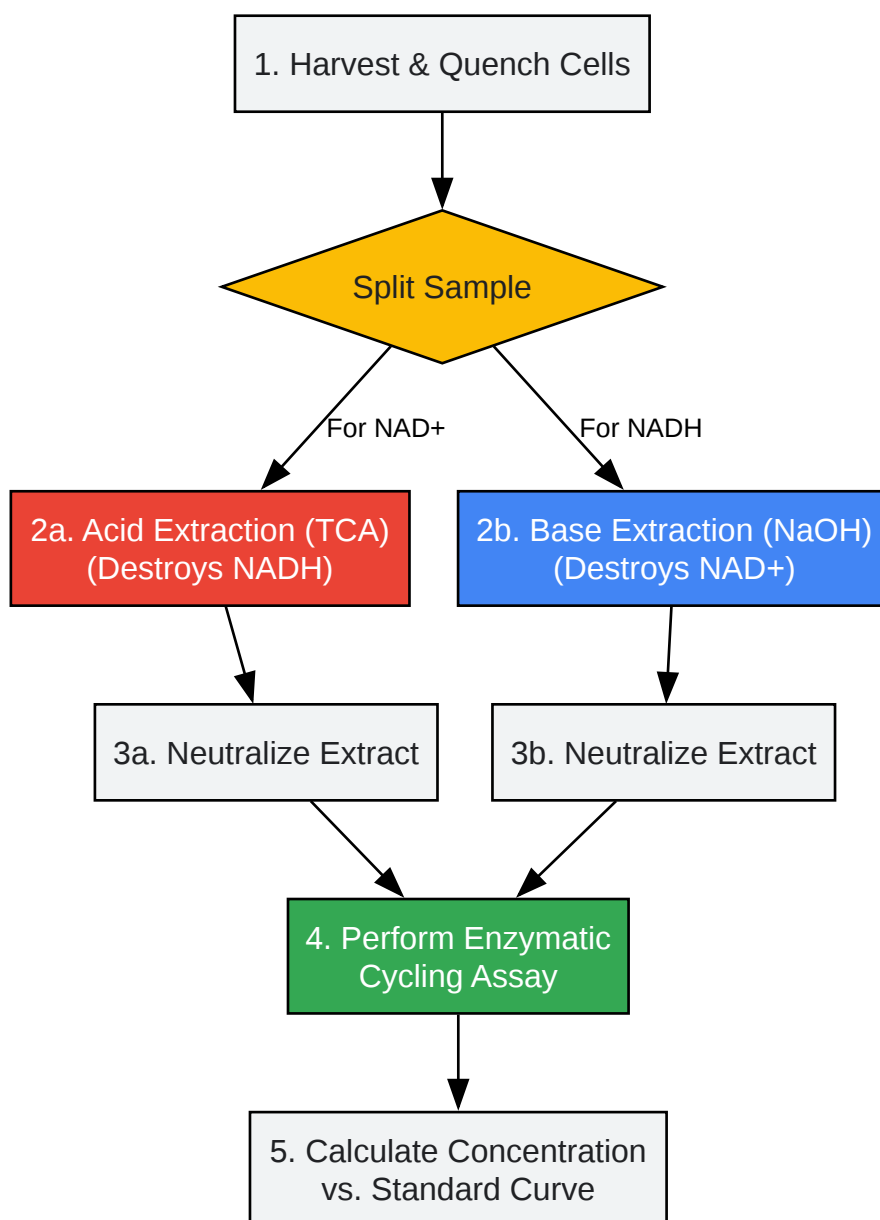 1. Harvest & Quench Cells
Split Sample
For NAD+
For NADH
2a. Acid Extraction (TCA)
(Destroys NADH)
2b. Base Extraction (NaOH)
(Destroys NAD+)
3a. Neutralize Extract
3b. Neutralize Extract
4. Perform Enzymatic
Cycling Assay
5. Calculate Concentration
vs. Standard Curve